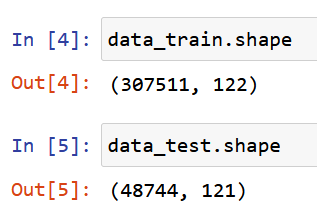 In [4]: data_train.shape
Out[4]: (307511, 122)
In [5]: data_test.shape
Out[5]: (48744, 121)